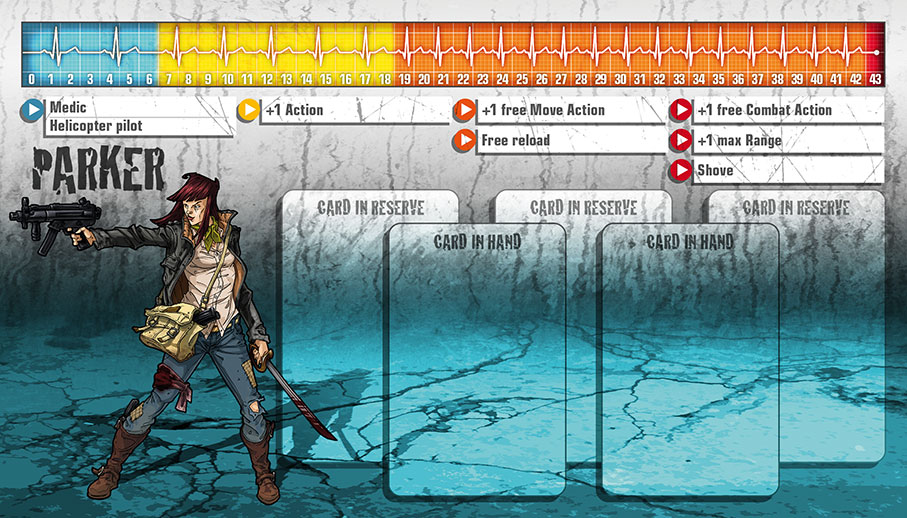 0 1 2 3 4 5 6 7 8 9 10 11 12 13 14 15 16 17 18 19 20 21 22 23 24 25 26 27 28 29 30 31 32 33 34 35 36 37 38 39 40 41 42 43
Medic
Helicopter pilot
+1 Action
+1 free Move Action
Free reload
+1 free Combat Action
+1 max Range
Shove
PARKER
CARD IN RESERVE
CARD IN RESERVE
CARD IN RESERVE
CARD IN HAND
CARD IN HAND